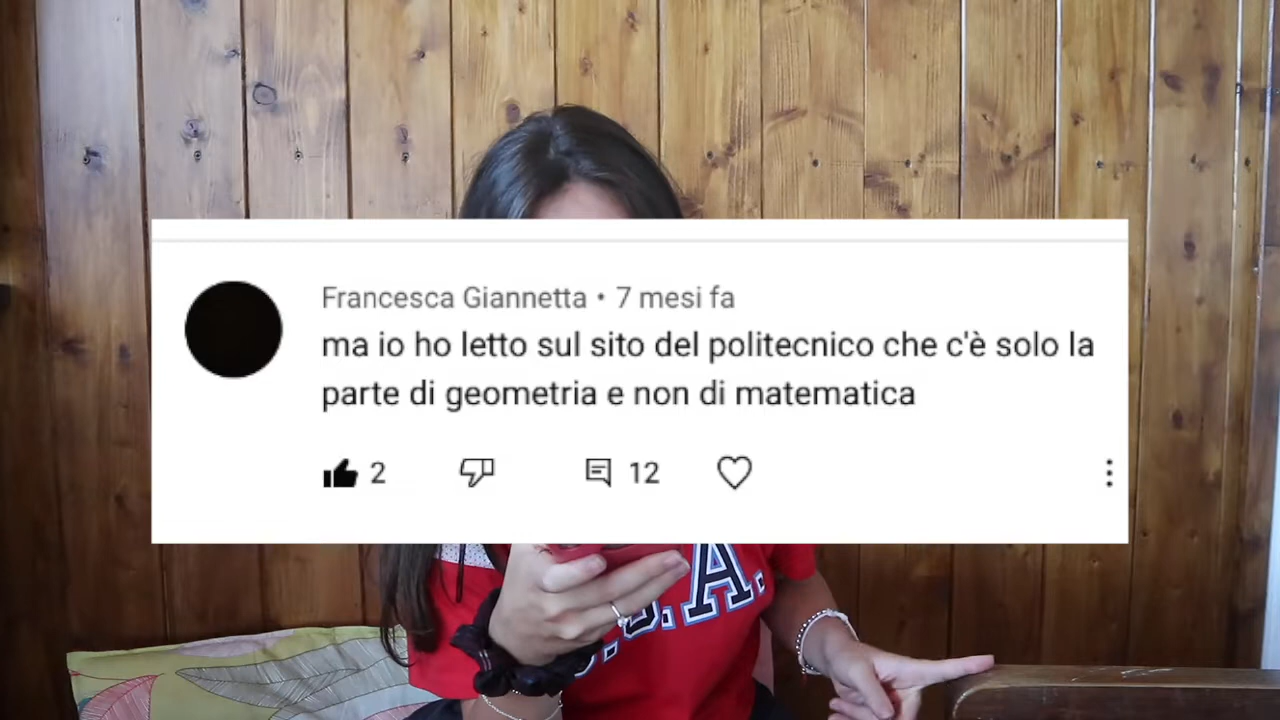 Francesca Giannetta • 7 mesi fa
ma io ho letto sul sito del politecnico che c'è solo la
parte di geometria e non di matematica
2 12
U.S.A.